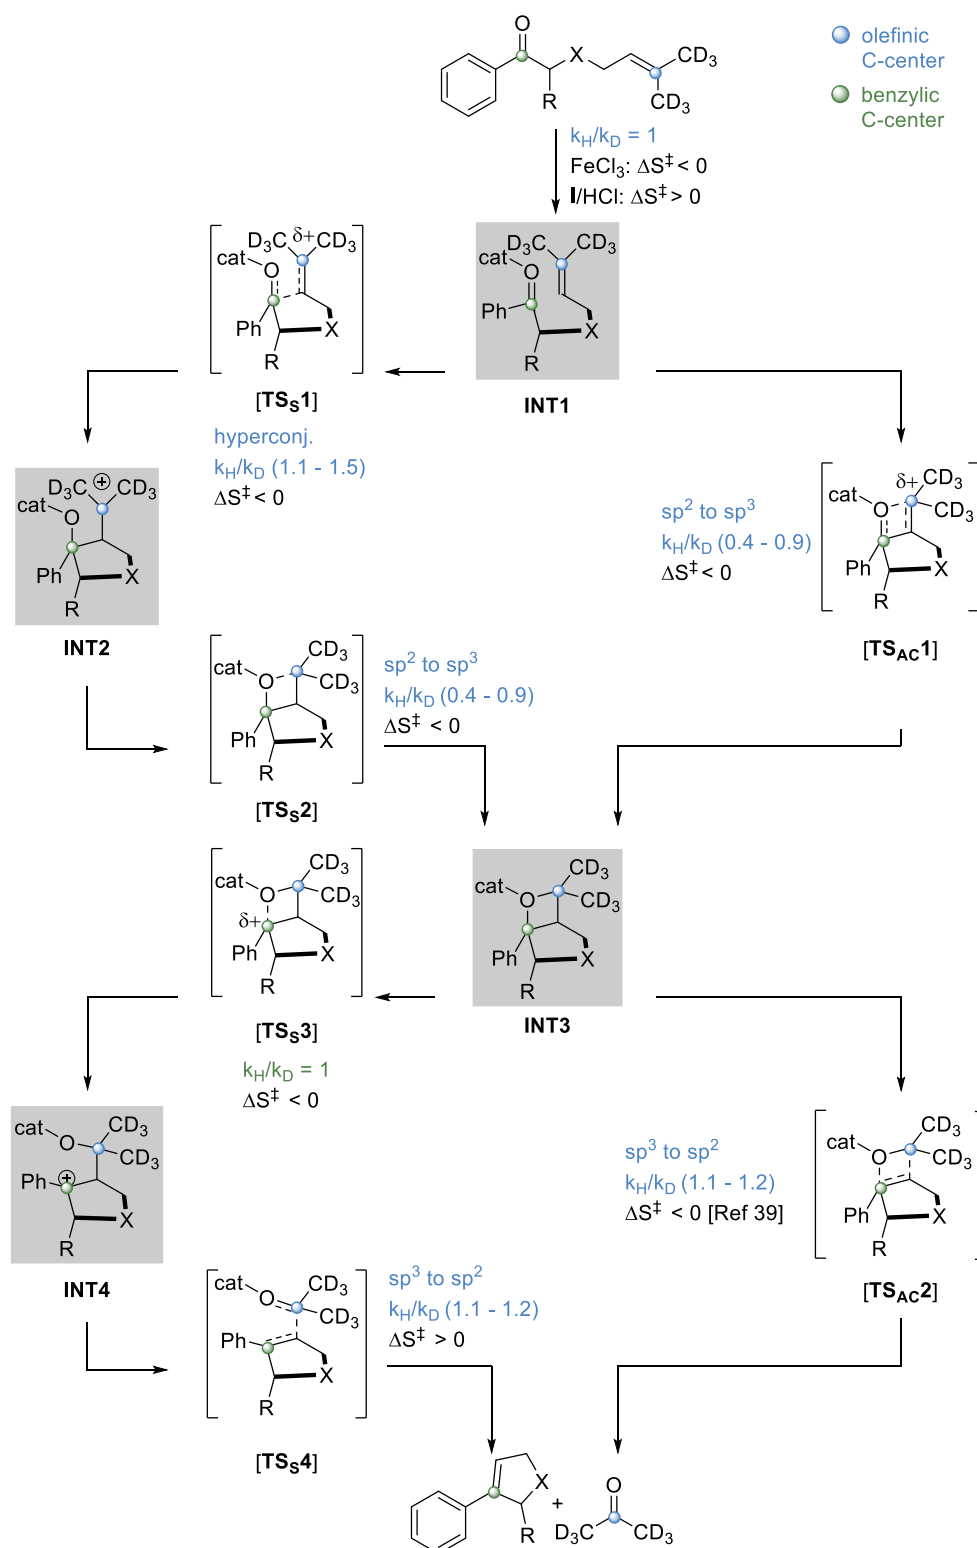 O
X
CD3
CD3
R
olefinic
C-center
benzylic
C-center
kH/kD = 1
FeCl3: ΔS‡ < 0
I/HCl: ΔS‡ > 0
D3C δ+ CD3
cat
O
Ph
X
R
[TSS1]
hyperconj.
kH/kD (1.1 - 1.5)
ΔS‡ < 0
D3C CD3
cat
O
Ph
X
R
INT1
D3C + CD3
cat
O
Ph
X
R
INT2
sp2 to sp3
kH/kD (0.4 - 0.9)
ΔS‡ < 0
δ+ CD3
cat
O
CD3
Ph
X
R
[TSAC1]
CD3
cat
O
CD3
Ph
X
R
[TSS2]
sp2 to sp3
kH/kD (0.4 - 0.9)
ΔS‡ < 0
CD3
cat
O
CD3
δ+
Ph
X
R
[TSS3]
kH/kD = 1
ΔS‡ < 0
CD3
cat
O
CD3
Ph
X
R
INT3
CD3
cat
O
CD3
Ph +
X
R
INT4
sp3 to sp2
kH/kD (1.1 - 1.2)
ΔS‡ < 0 [Ref 39]
CD3
cat
O
CD3
Ph
X
R
[TSAC2]
CD3
cat
O
CD3
Ph
X
R
[TSS4]
sp3 to sp2
kH/kD (1.1 - 1.2)
ΔS‡ > 0
X
R
+
O
D3C CD3